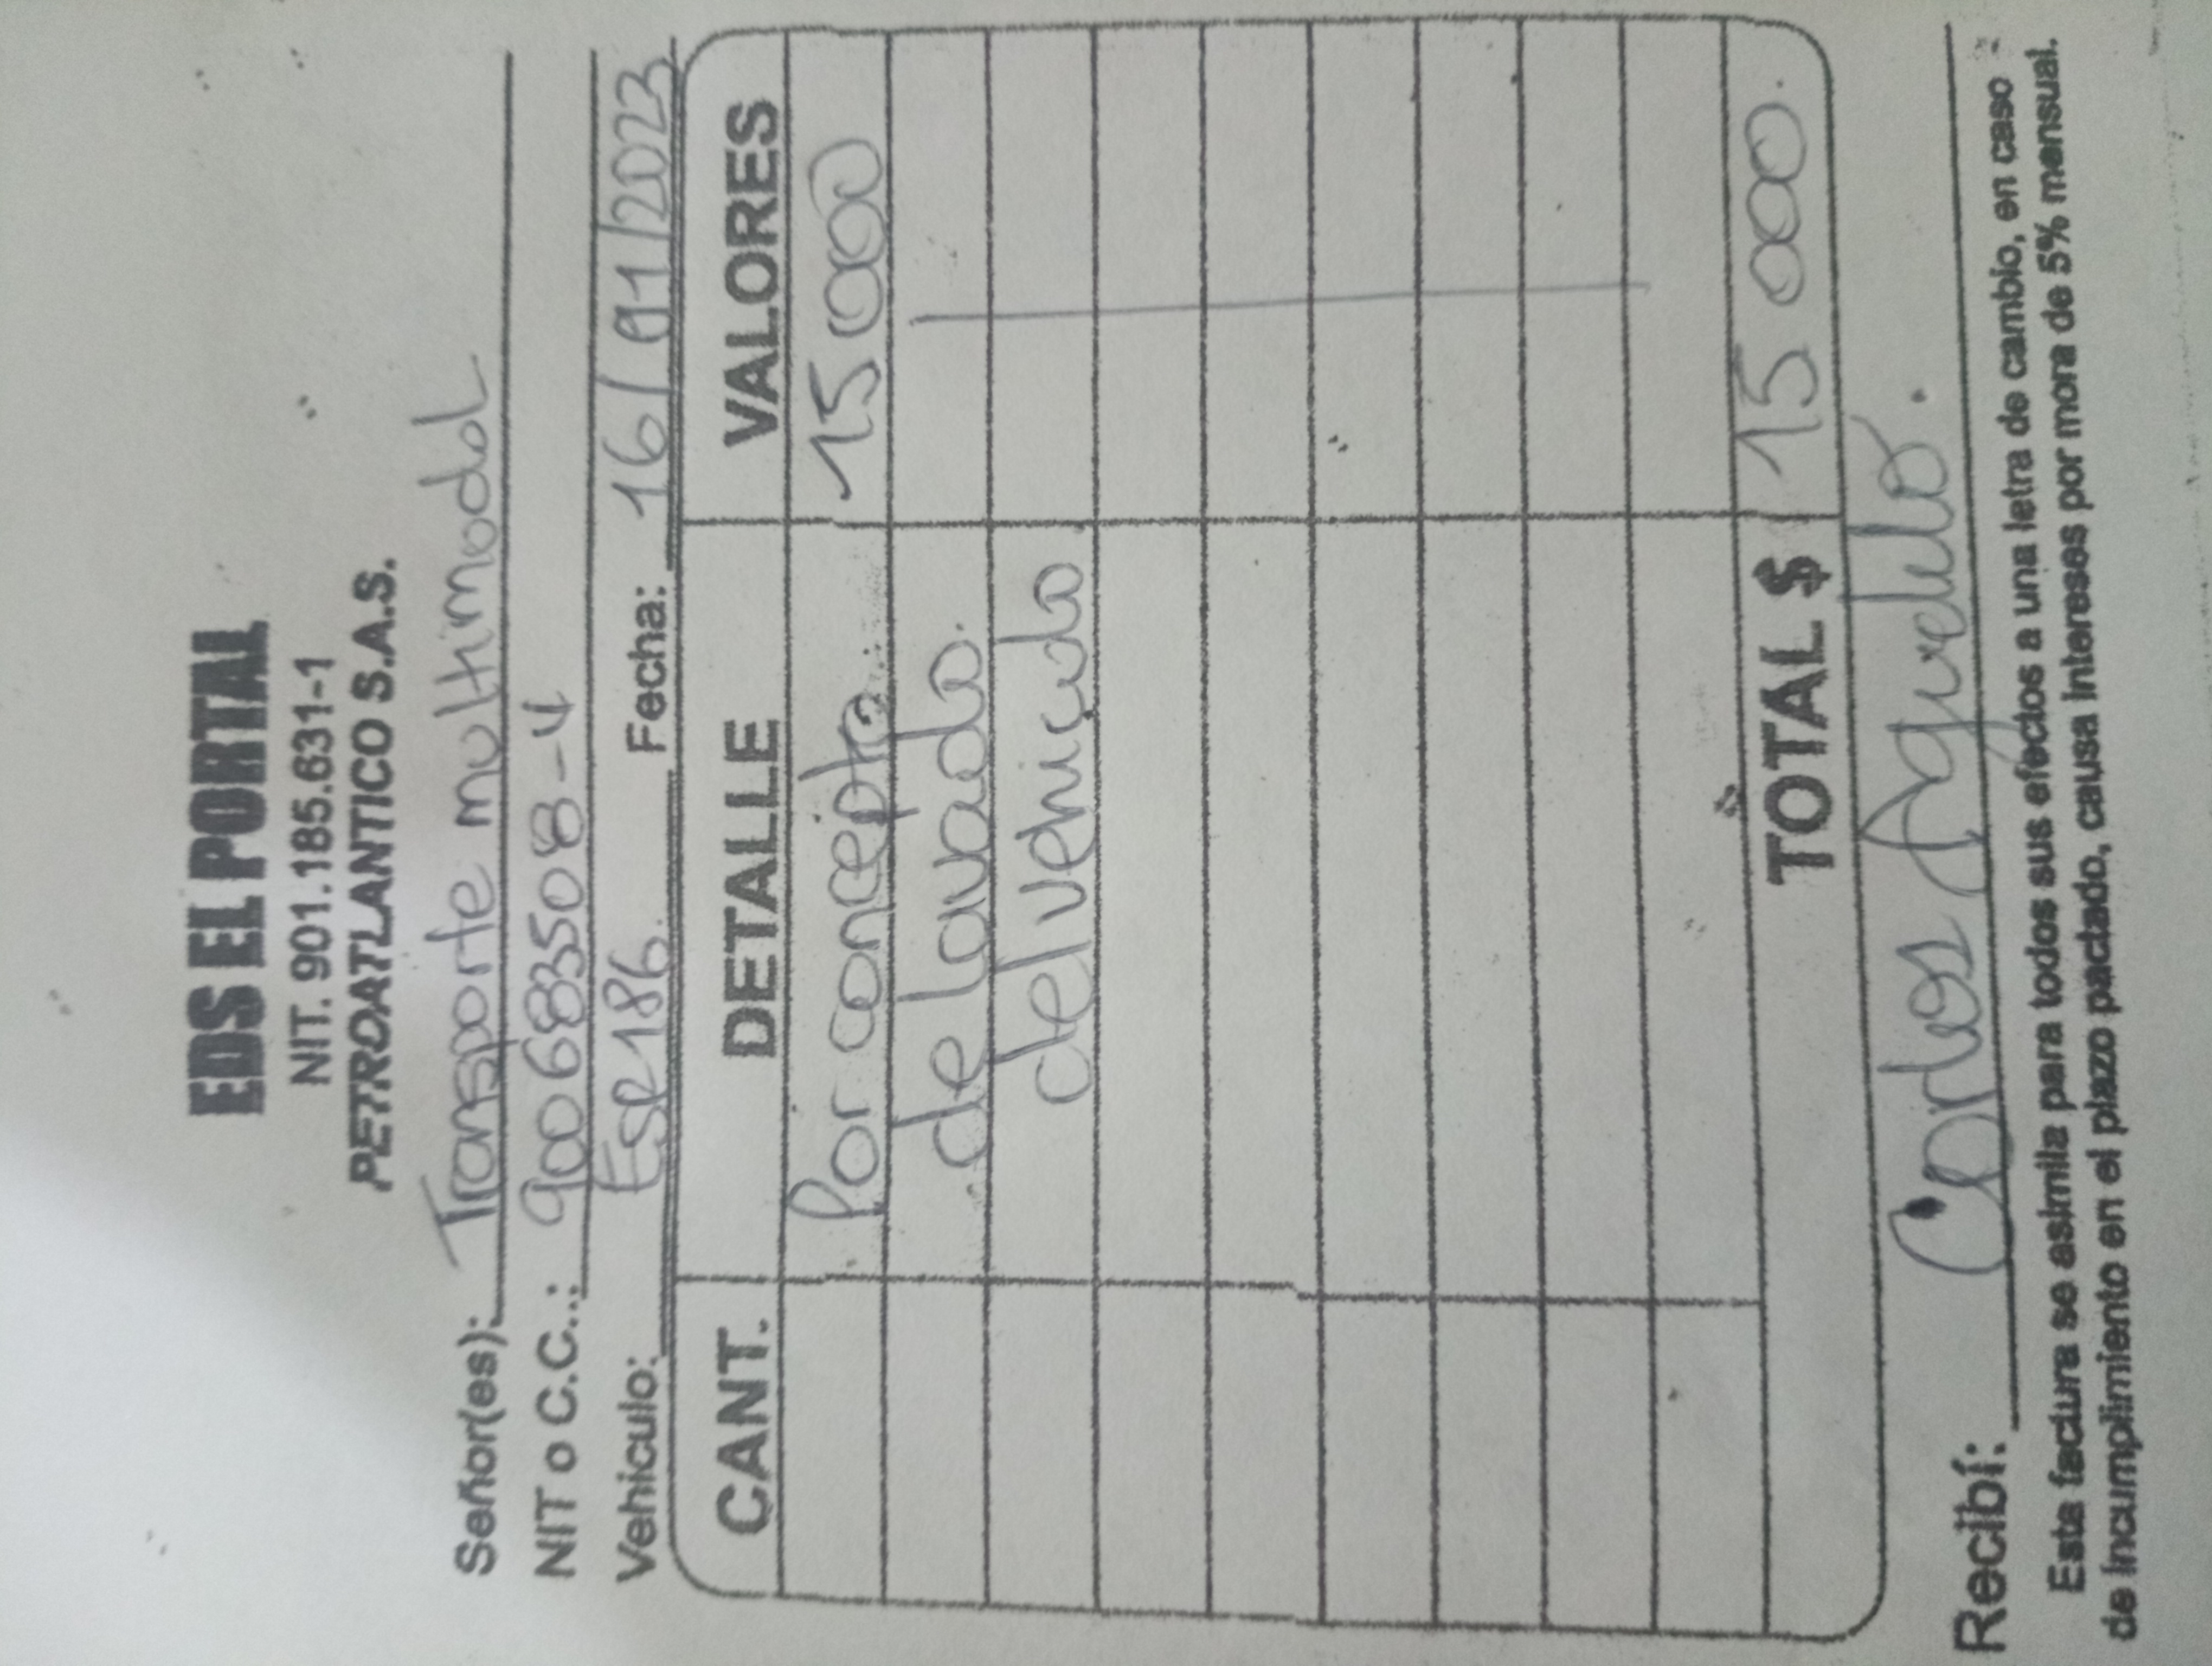 EDS EL PORTAL
NIT. 901.185.631-1
PETROATLANTICO S.A.S.
Señor(es): Transporte multimodal
NIT o C.C..: 900683508-
Vehiculo: ESR186. Fecha: 16/01/2023
CANT. DETALLE VALORES
Por concepto 15000
de lavado.
del vehiculo
TOTAL $ 15 000.
Recibí: Carlos Agudelo.
Esta factura se asimila para todos sus efectos a una letra de cambio, en caso
de incumplimiento en el plazo pactado, causa intereses por mora de 5% mensual.